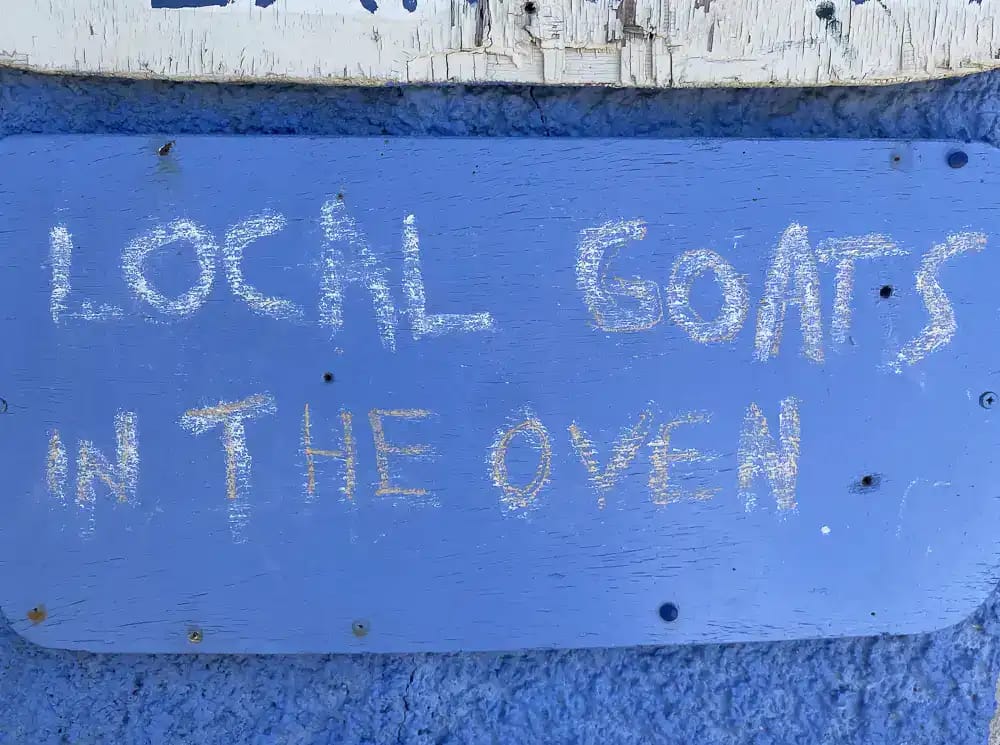 LOCAL GOATS
IN THE OVEN